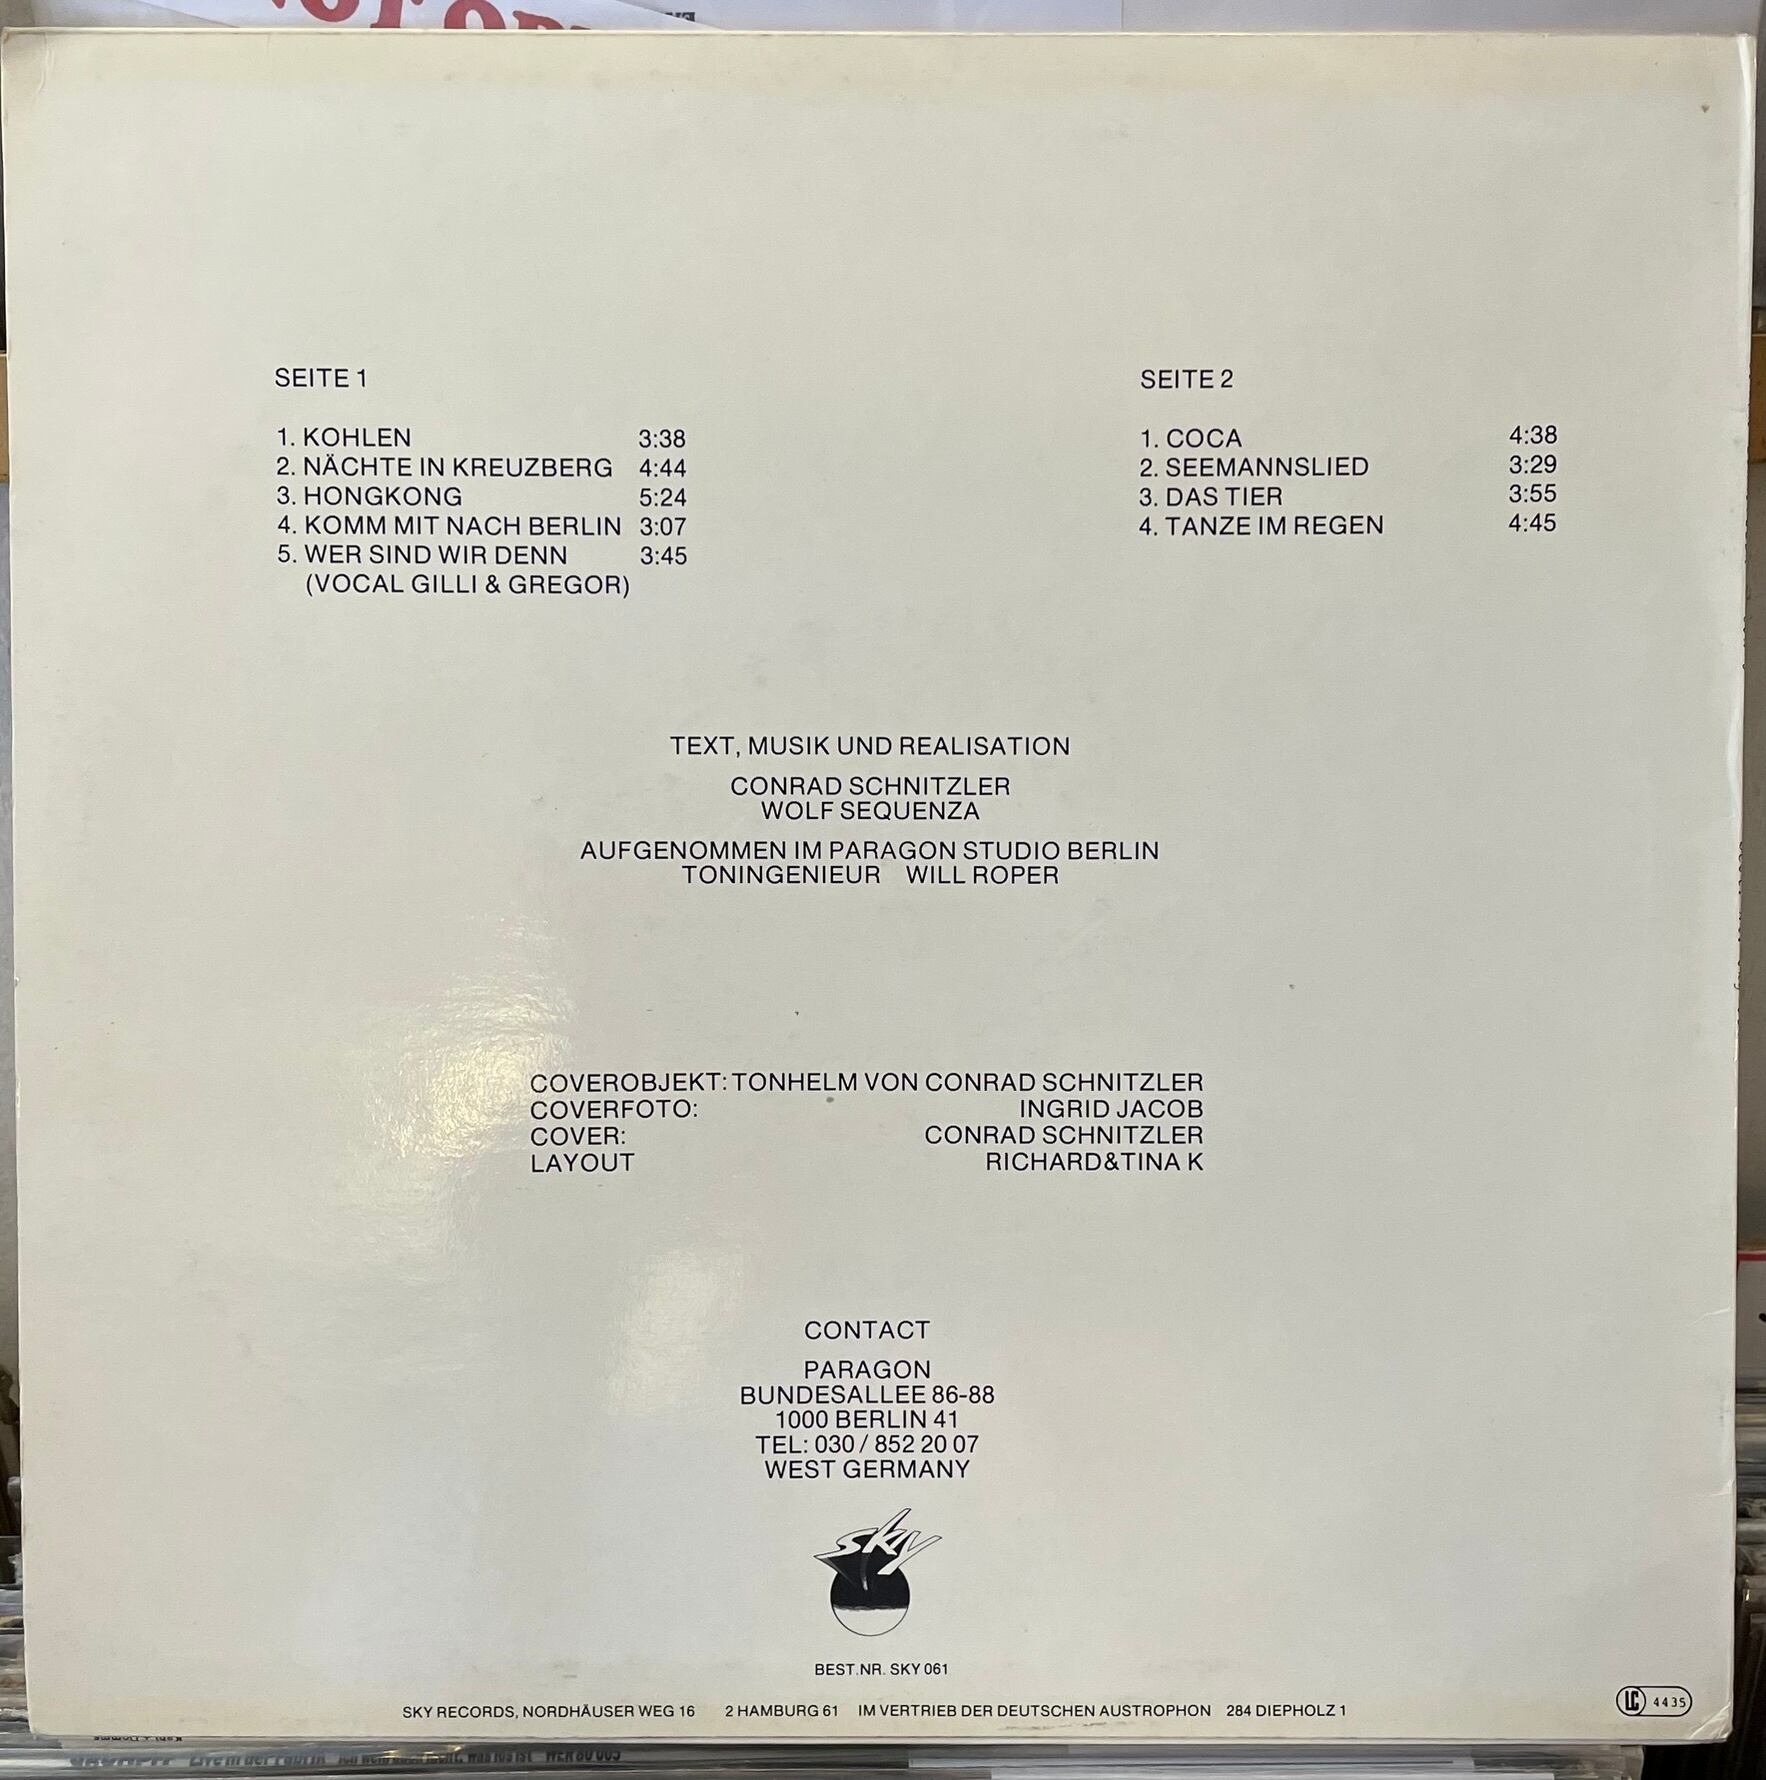 SEITE 1
1. KOHLEN 3:38
2. NÄCHTE IN KREUZBERG 4:44
3. HONGKONG 5:24
4. KOMM MIT NACH BERLIN 3:07
5. WER SIND WIR DENN 3:45
(VOCAL GILLI & GREGOR)
SEITE 2
1. COCA 4:38
2. SEEMANNSLIED 3:29
3. DAS TIER 3:55
4. TANZE IM REGEN 4:45
TEXT, MUSIK UND REALISATION
CONRAD SCHNITZLER
WOLF SEQUENZA
AUFGENOMMEN IM PARAGON STUDIO BERLIN
TONINGENIEUR WILL ROPER
COVEROBJEKT: TONHELM VON CONRAD SCHNITZLER
COVERFOTO: INGRID JACOB
COVER: CONRAD SCHNITZLER
LAYOUT RICHARD&TINA K
CONTACT
PARAGON
BUNDESALLEE 86-88
1000 BERLIN 41
TEL: 030 / 852 20 07
WEST GERMANY
sky
BEST.NR. SKY 061
SKY RECORDS, NORDHÄUSER WEG 16 2 HAMBURG 61 IM VERTRIEB DER DEUTSCHEN AUSTROPHON 284 DIEPHOLZ 1
LC 4435
Live in der Fabrik